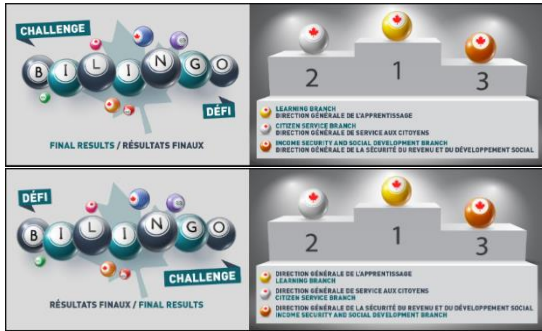 CHALLENGE
BILINGO
DÉFI
FINAL RESULTS / RÉSULTATS FINAUX
2 1 3
LEARNING BRANCH
DIRECTION GÉNÉRALE DE L'APPRENTISSAGE
CITIZEN SERVICE BRANCH
DIRECTION GÉNÉRALE DE SERVICE AUX CITOYENS
INCOME SECURITY AND SOCIAL DEVELOPMENT BRANCH
DIRECTION GÉNÉRALE DE LA SÉCURITÉ DU REVENU ET DU DÉVELOPPEMENT SOCIAL
DÉFI
BILINGO
CHALLENGE
RÉSULTATS FINAUX / FINAL RESULTS
2 1 3
DIRECTION GÉNÉRALE DE L'APPRENTISSAGE
LEARNING BRANCH
DIRECTION GÉNÉRALE DE SERVICE AUX CITOYENS
CITIZEN SERVICE BRANCH
DIRECTION GÉNÉRALE DE LA SÉCURITÉ DU REVENU ET DU DÉVELOPPEMENT SOCIAL
INCOME SECURITY AND SOCIAL DEVELOPMENT BRANCH